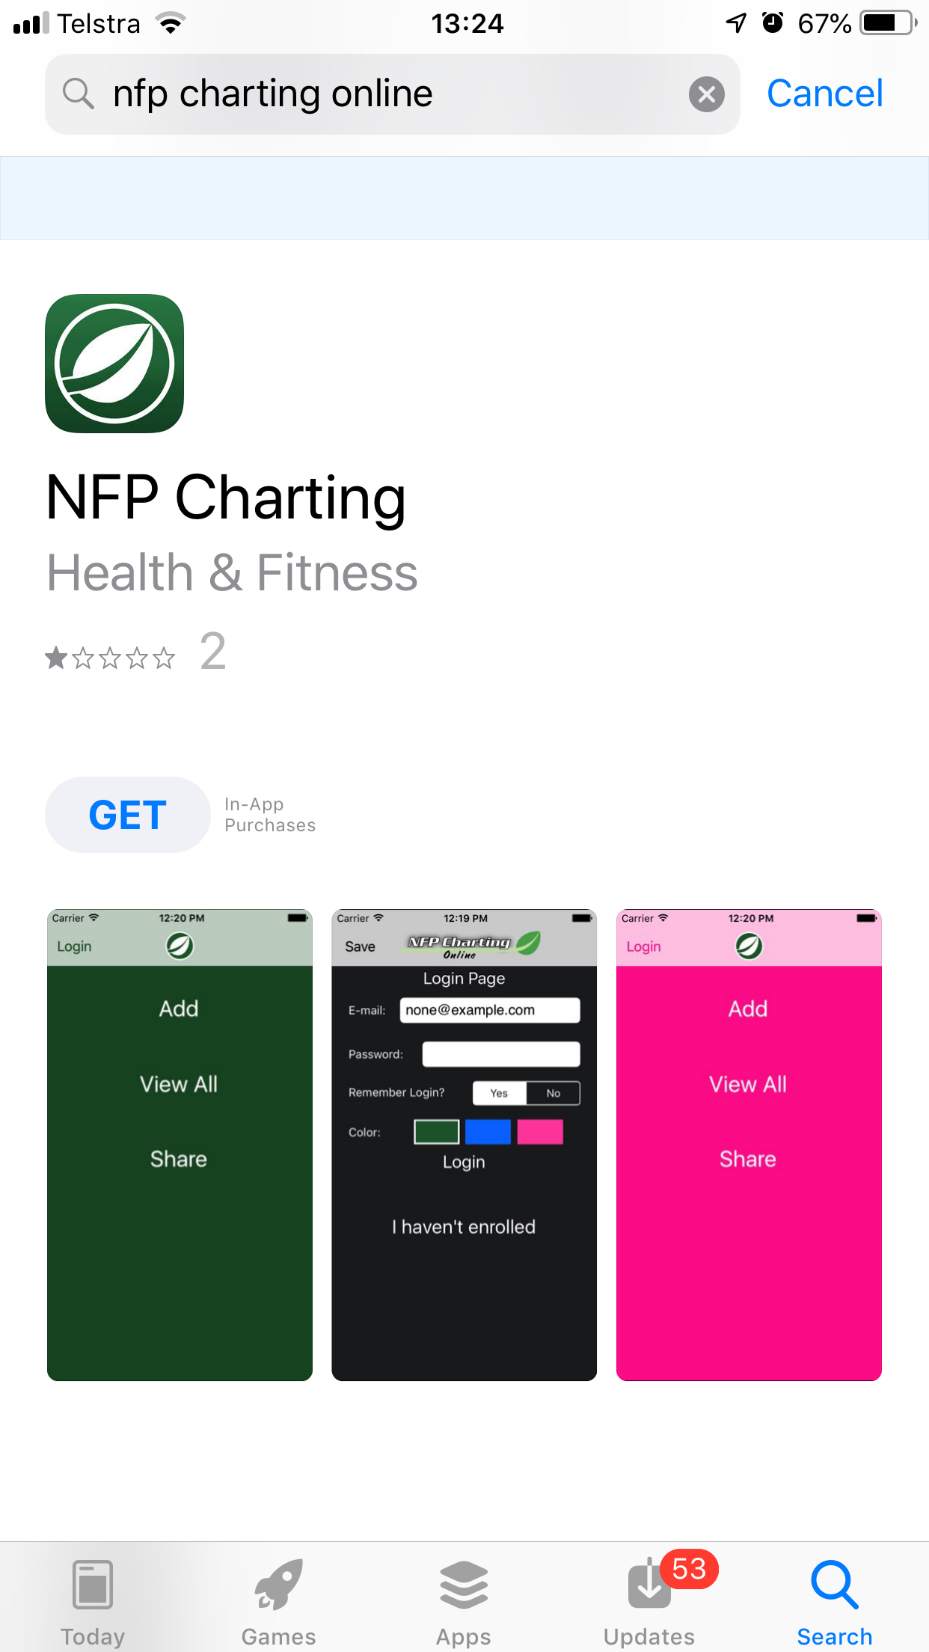 Telstra 13:24 67%
nfp charting online Cancel
NFP Charting
Health & Fitness
2
GET In-App
Purchases
Carrier 12:20 PM
Login
Add
View All
Share
Carrier 12:19 PM
Save NFP Charting
Online
Login Page
E-mail: none@example.com
Password:
Remember Login? Yes No
Color:
Login
I haven't enrolled
Carrier 12:20 PM
Login
Add
View All
Share
53
Today Games Apps Updates Search